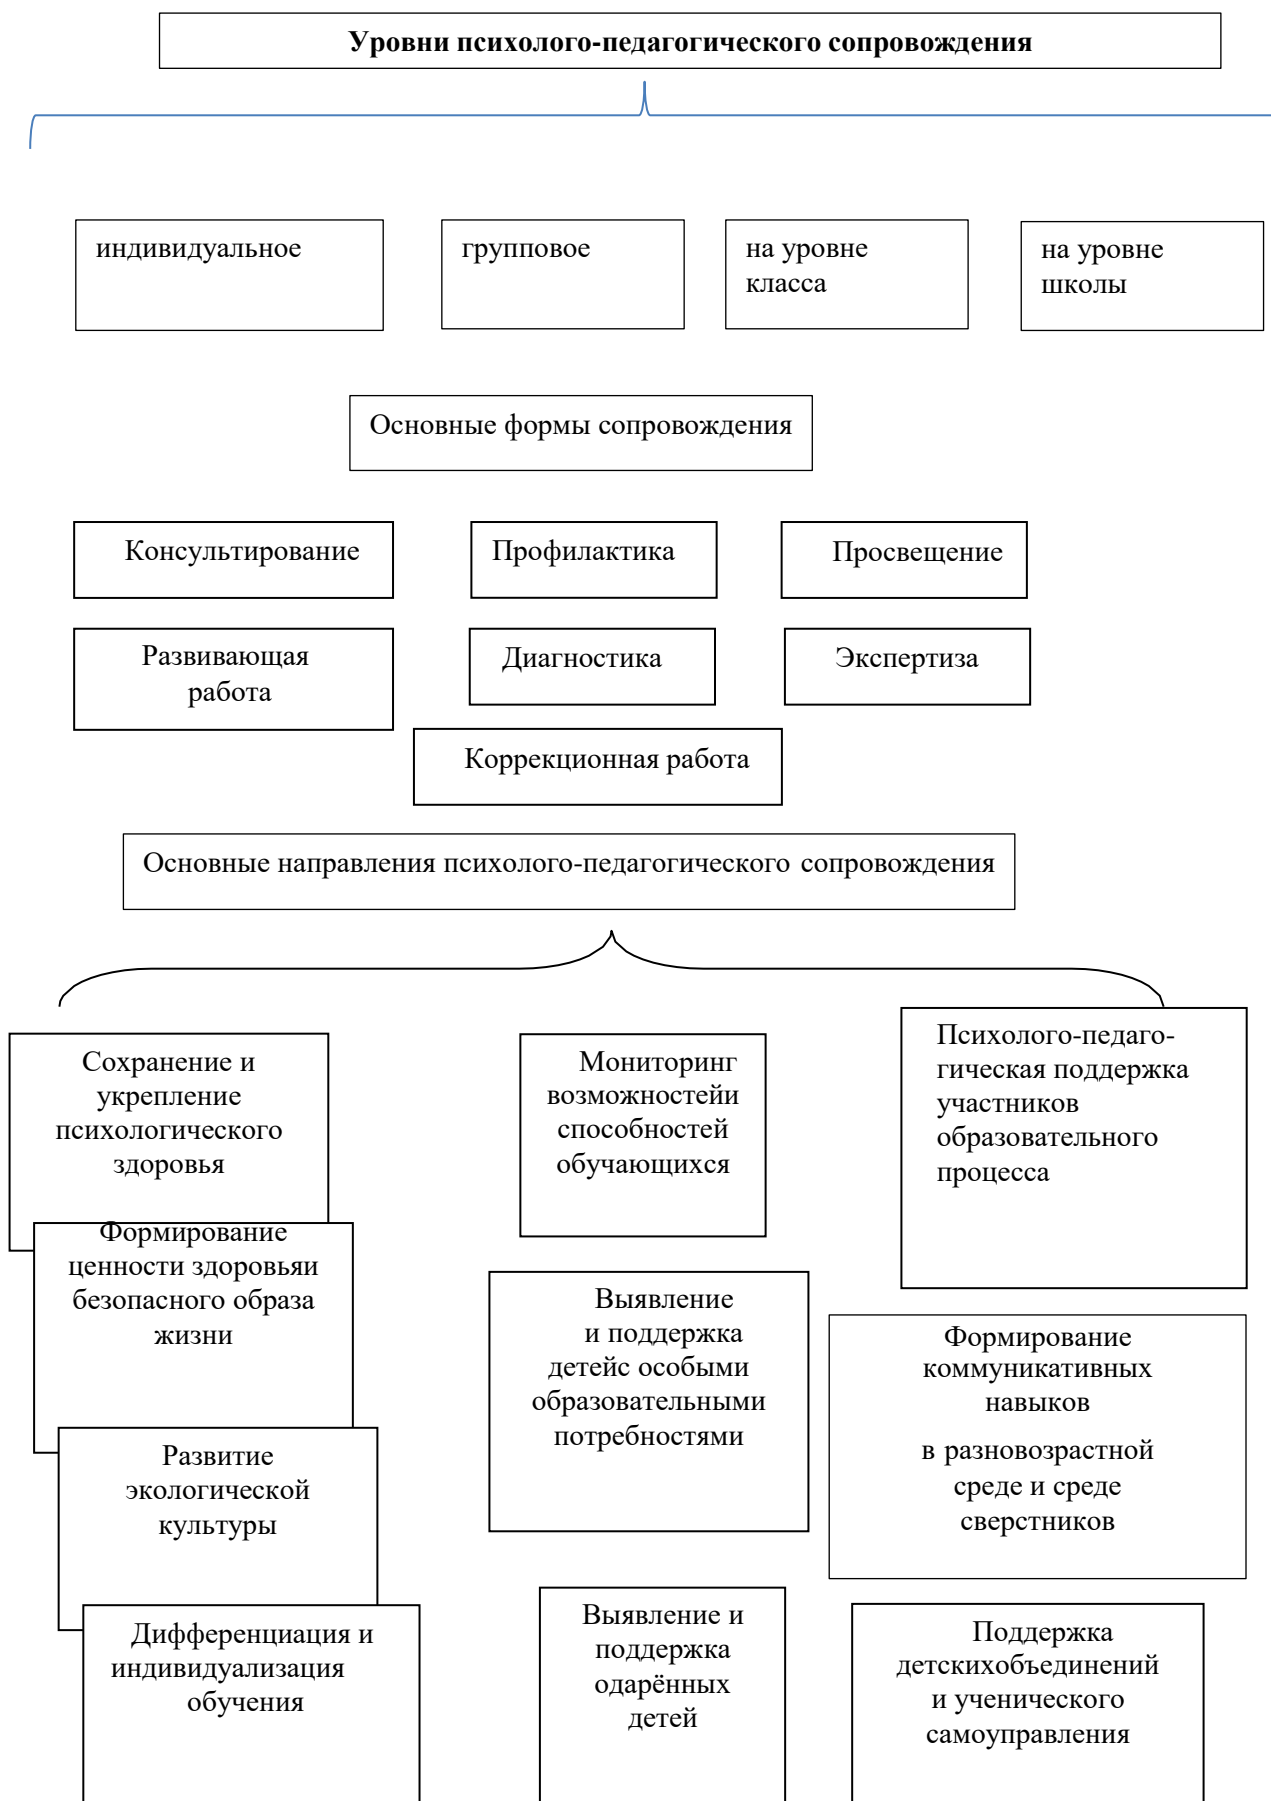 Уровни психолого-педагогического сопровождения
индивидуальное
групповое
на уровне
класса
на уровне
школы
Основные формы сопровождения
Консультирование
Профилактика
Просвещение
Развивающая
работа
Диагностика
Экспертиза
Коррекционная работа
Основные направления психолого-педагогического сопровождения
Сохранение и
укрепление
психологического
здоровья
Формирование
ценности здоровьяи
безопасного образа
жизни
Развитие
экологической
культуры
Дифференциация и
индивидуализация
обучения
Мониторинг
возможностейи
способностей
обучающихся
Выявление
и поддержка
детейс особыми
образовательными
потребностями
Выявление и
поддержка
одарённых
детей
Психолого-педаго-
гическая поддержка
участников
образовательного
процесса
Формирование
коммуникативных
навыков
в разновозрастной
среде и среде
сверстников
Поддержка
детскихобъединений
и ученического
самоуправления